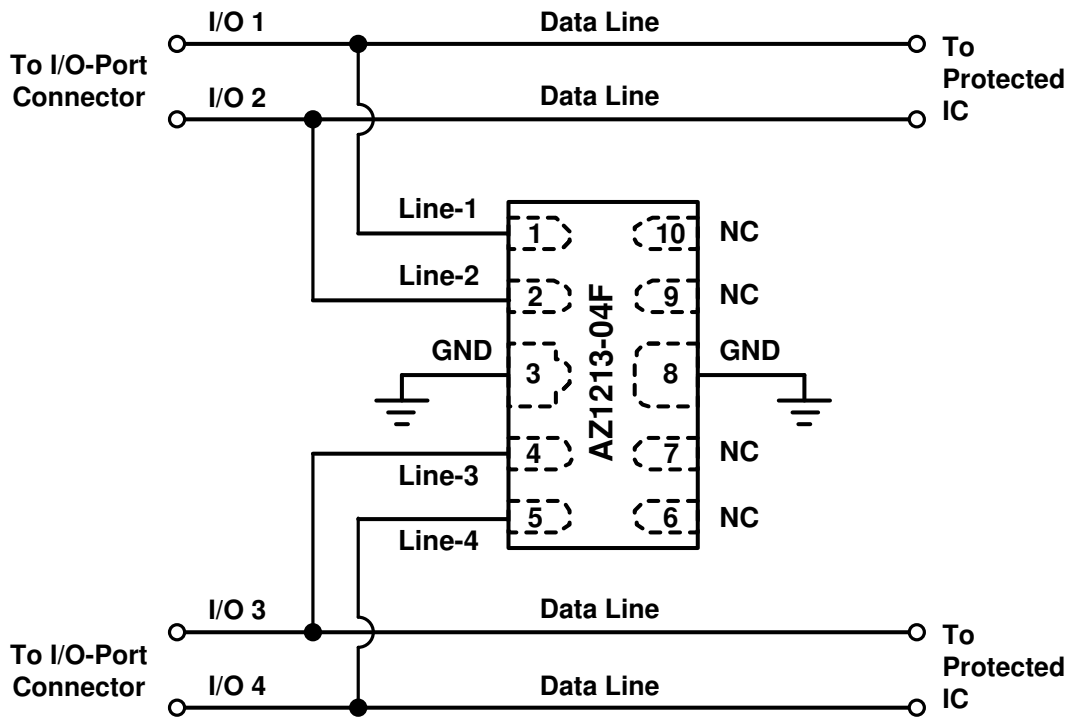 I/O 1
Data Line
To I/O-Port
Connector
To
Protected
IC
I/O 2
Data Line
Line-1
1
10
NC
Line-2
2
9
NC
AZ1213-04F
GND
3
8
GND
4
7
NC
Line-3
5
6
NC
Line-4
I/O 3
Data Line
To I/O-Port
Connector
To
Protected
IC
I/O 4
Data Line